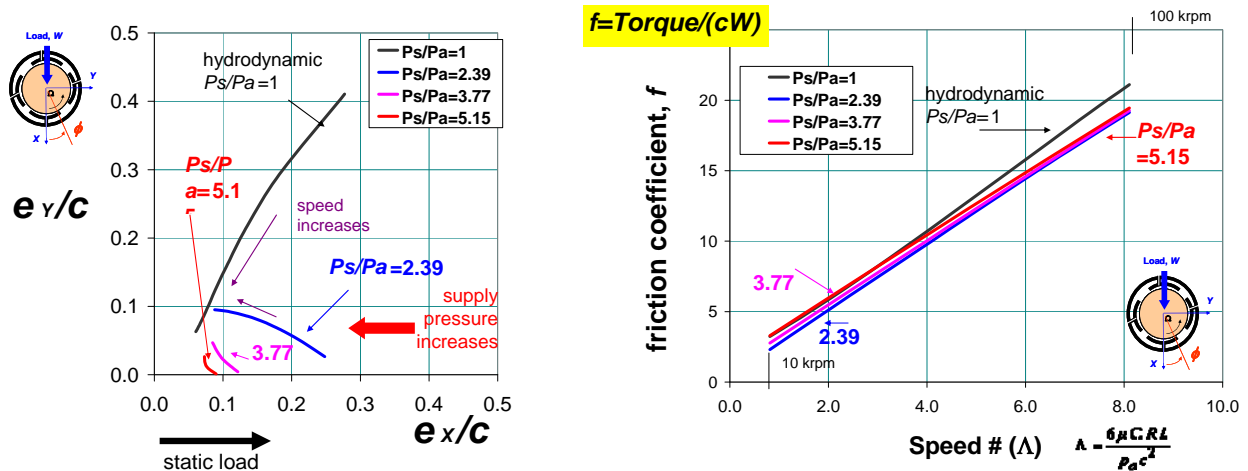 0.5
0.4
0.3
0.2
0.1
0.0
0.0
0.1
0.2
0.3
0.4
0.5
e Y/c
e X/c
static load
Load, W
Y
Ω
X
ϕ
hydrodynamic
Ps/Pa=1
Ps/Pa=1
Ps/Pa=2.39
Ps/Pa=3.77
Ps/Pa=5.15
Ps/P
a=5.1
speed
increases
Ps/Pa=2.39
3.77
supply
pressure
increases
f=Torque/(cW)
100 krpm
friction coefficient, f
20
15
10
5
0
0.0
2.0
4.0
6.0
8.0
10.0
Ps/Pa=1
Ps/Pa=2.39
Ps/Pa=3.77
Ps/Pa=5.15
hydrodynamic
Ps/Pa=1
Ps/Pa
=5.15
3.77
2.39
10 krpm
Load, W
Y
Ω
X
ϕ
Speed # (Λ)
Λ = 6 μ Ω R L
p a c 2